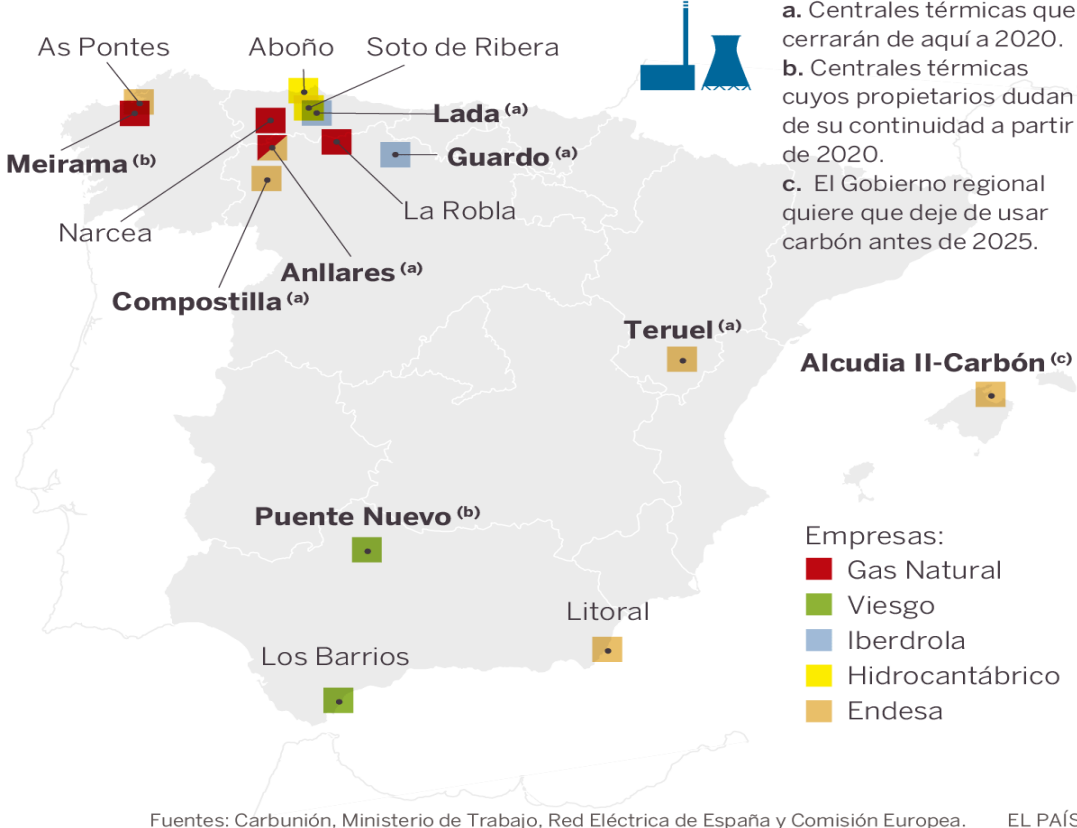 a. Centrales térmicas que
cerrarán de aquí a 2020.
b. Centrales térmicas
cuyos propietarios dudan
de su continuidad a partir
de 2020.
c. El Gobierno regional
quiere que deje de usar
carbón antes de 2025.
As Pontes
Aboño
Soto de Ribera
Lada (a)
Meirama (b)
Guardo (a)
La Robla
Narcea
Anllares (a)
Compostilla (a)
Teruel (a)
Alcudia II-Carbón (c)
Puente Nuevo (b)
Litoral
Los Barrios
Empresas:
Gas Natural
Viesgo
Iberdrola
Hidrocantábrico
Endesa
Fuentes: Carbunión, Ministerio de Trabajo, Red Eléctrica de España y Comisión Europea. EL PAÍS